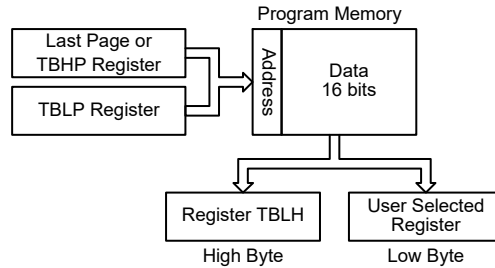 Program Memory
Last Page or
TBHP Register
TBLP Register
Address
Data
16 bits
Register TBLH
User Selected
Register
High Byte
Low Byte